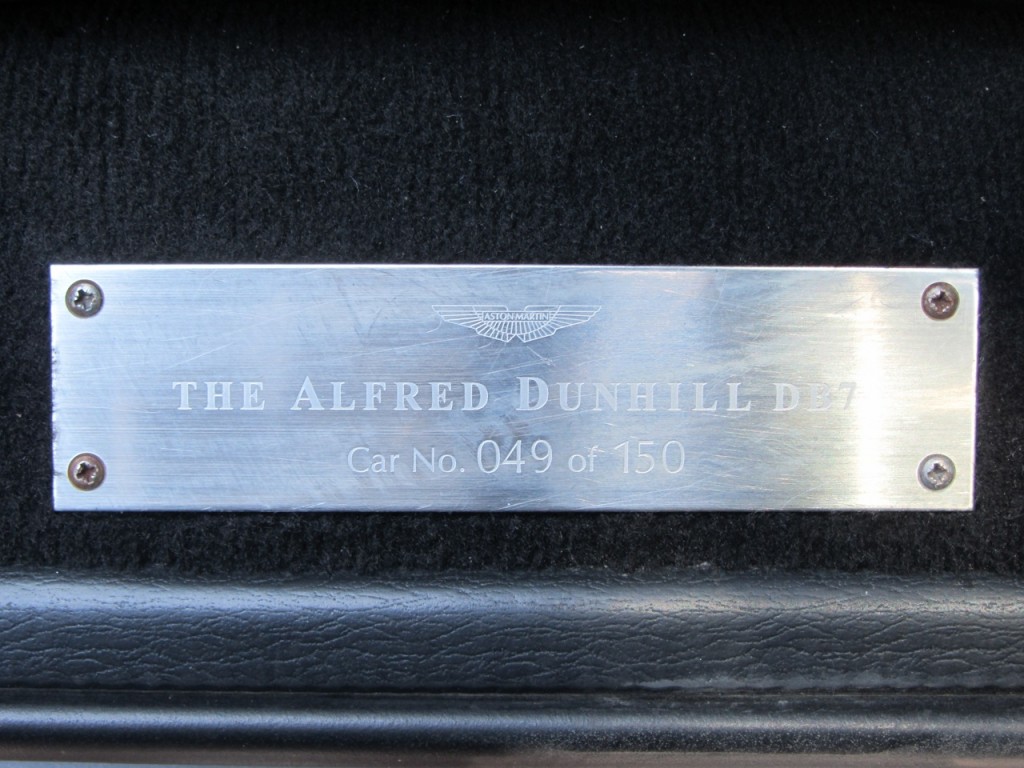 ASTON MARTIN
THE ALFRED DUNHILL DB7
Car No. 049 of 150